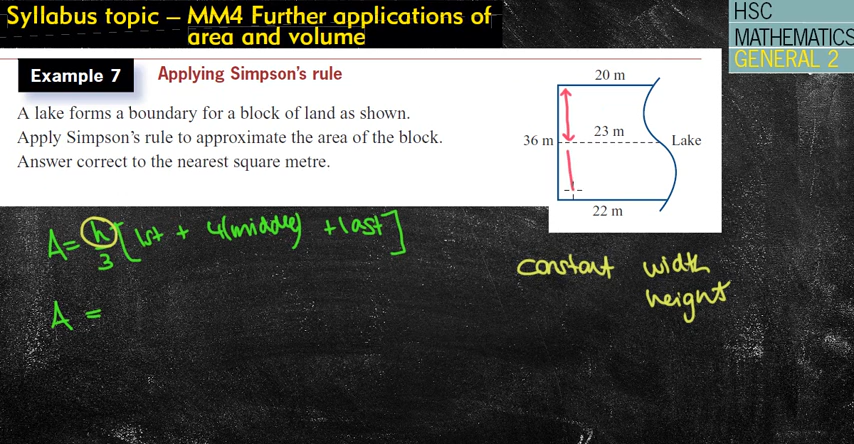 Syllabus topic – MM4 Further applications of
area and volume
HSC
MATHEMATICS
GENERAL 2
Example 7 Applying Simpson's rule
A lake forms a boundary for a block of land as shown.
Apply Simpson's rule to approximate the area of the block.
Answer correct to the nearest square metre.
20 m
36 m
23 m
Lake
22 m
A = h/3 [1st + 4(middle) + last]
A =
constant width
height